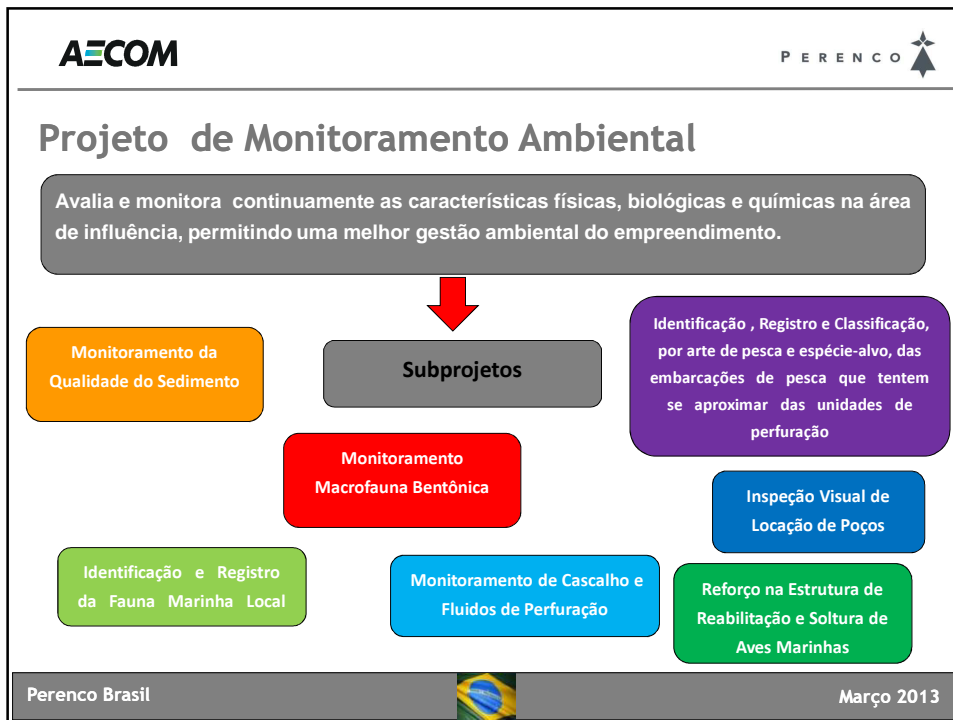 AECOM
PERENCO
Projeto de Monitoramento Ambiental
Avalia e monitora continuamente as características físicas, biológicas e químicas na área
de influência, permitindo uma melhor gestão ambiental do empreendimento.
Monitoramento da
Qualidade do Sedimento
Subprojetos
Identificação , Registro e Classificação,
por arte de pesca e espécie-alvo, das
embarcações de pesca que tentem
se aproximar das unidades de
perfuração
Monitoramento
Macrofauna Bentônica
Inspeção Visual de
Locação de Poços
Identificação e Registro
da Fauna Marinha Local
Monitoramento de Cascalho e
Fluidos de Perfuração
Reforço na Estrutura de
Reabilitação e Soltura de
Aves Marinhas
Perenco Brasil
Março 2013